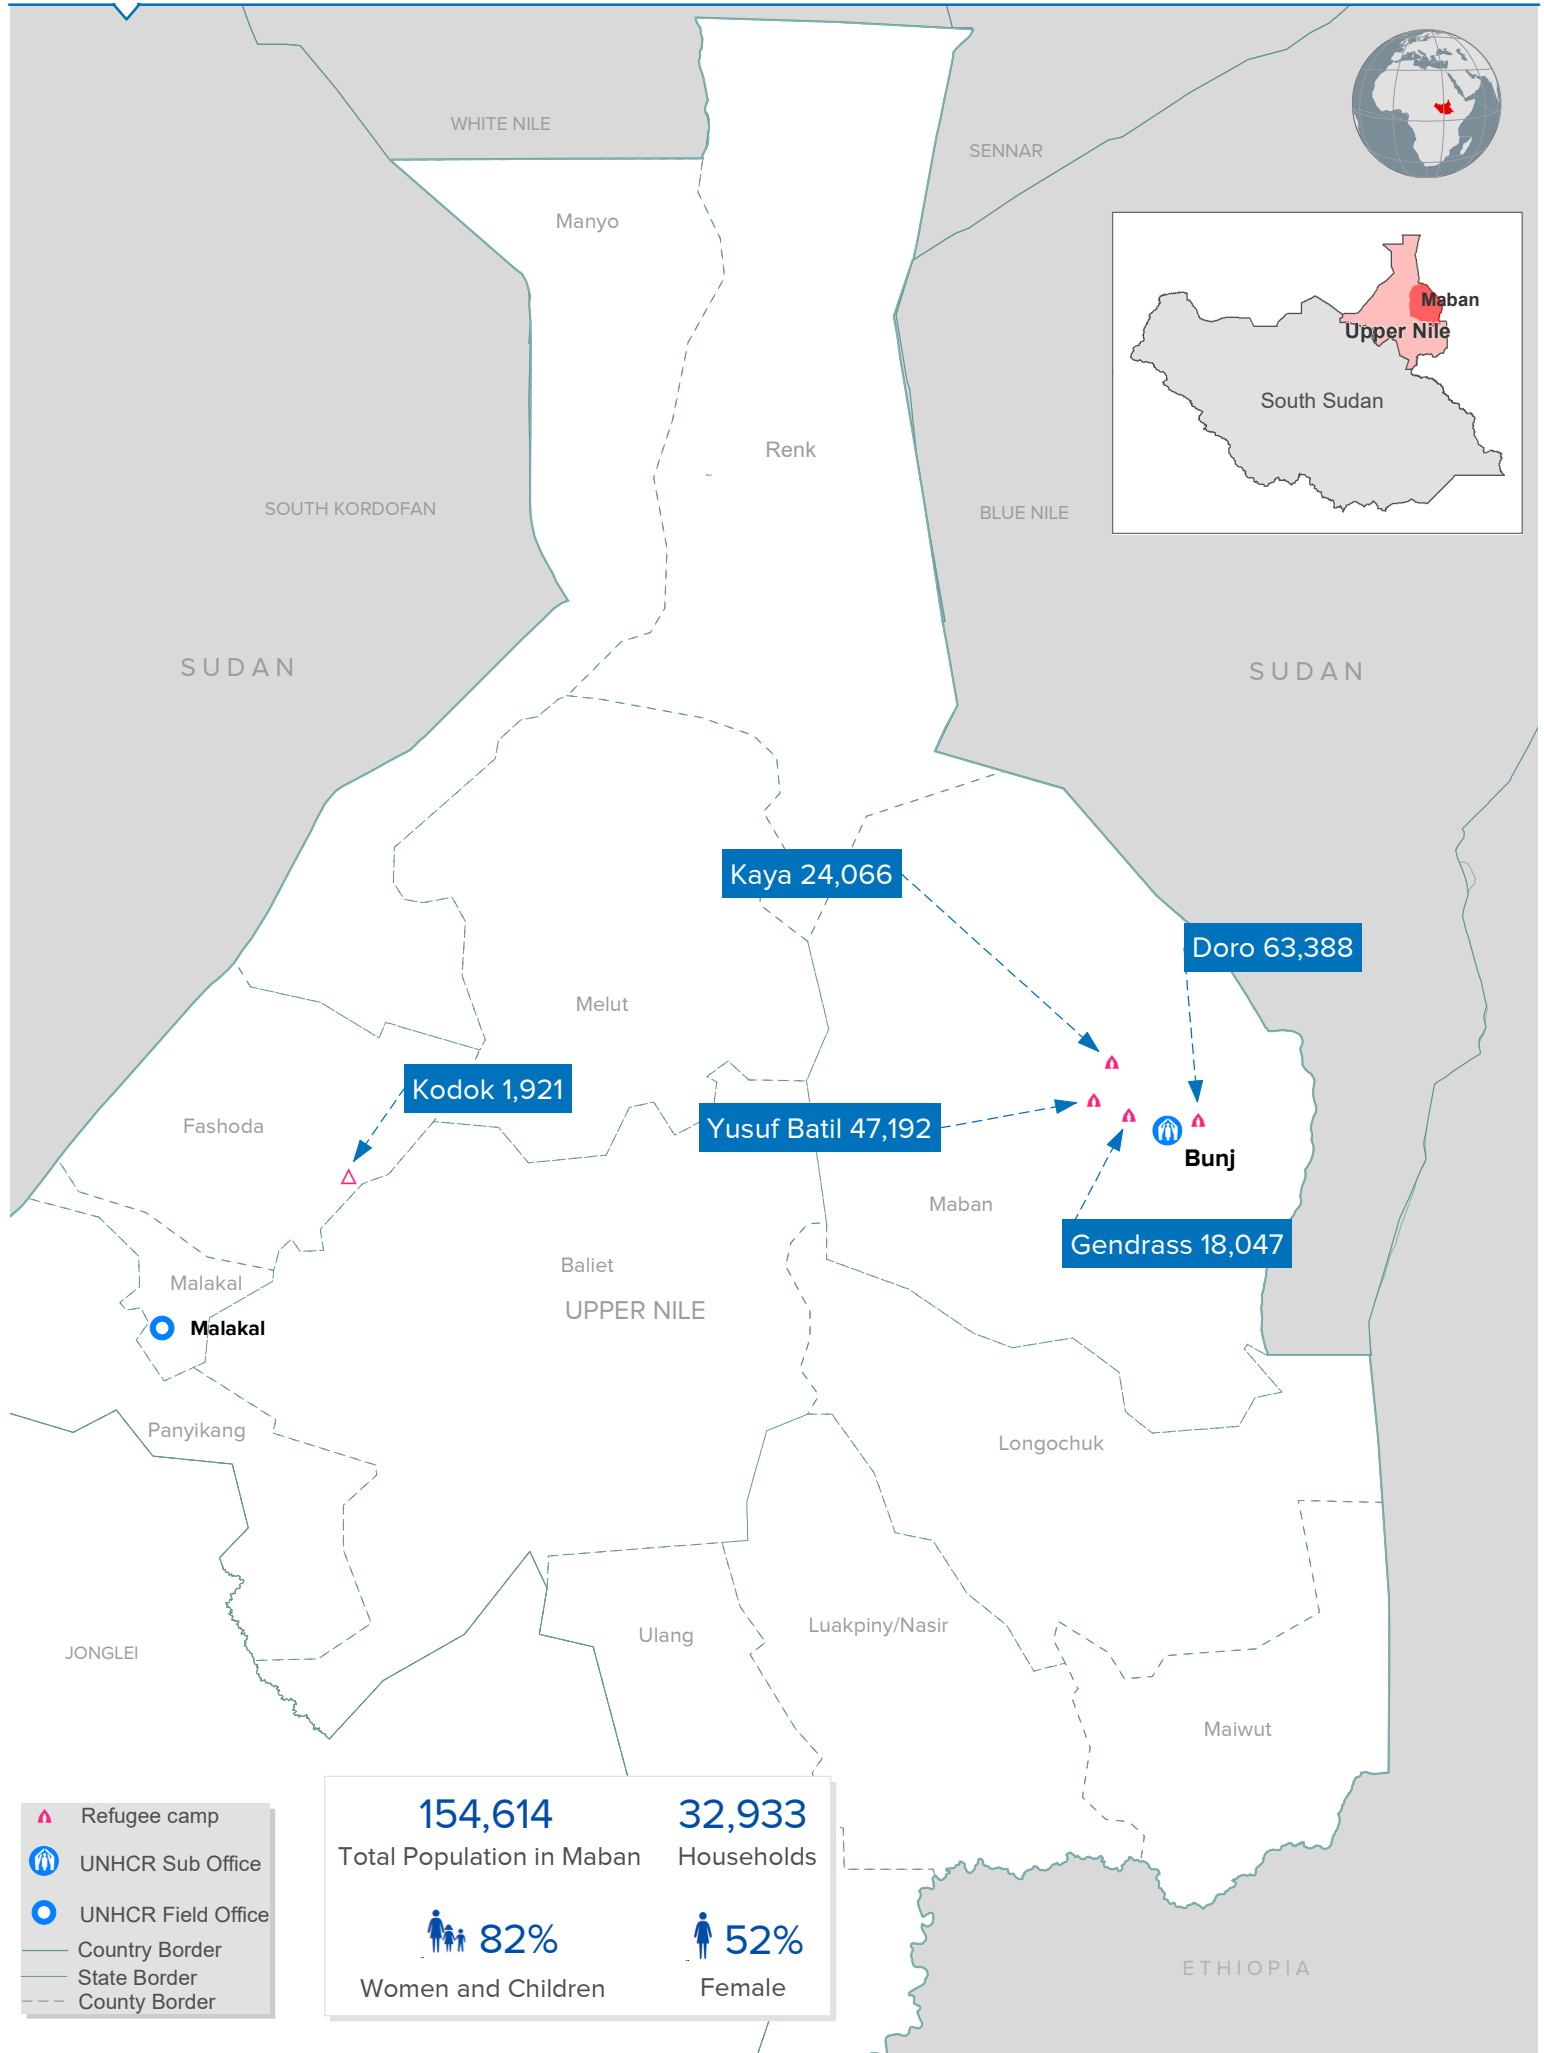 WHITE NILE
SENNAR
Manyo
Maban
Upper Nile
South Sudan
Renk
SOUTH KORDOFAN
BLUE NILE
SUDAN
SUDAN
Kaya 24,066
Doro 63,388
Melut
Kodok 1,921
Fashoda
Yusuf Batil 47,192
Bunj
Maban
Gendrass 18,047
Baliet
Malakal
UPPER NILE
Malakal
Panyikang
Longochuk
Luakpiny/Nasir
Ulang
JONGLEI
Maiwut
154,614
Total Population in Maban
32,933
Households
82%
Women and Children
52%
Female
Refugee camp
UNHCR Sub Office
UNHCR Field Office
Country Border
State Border
County Border
ETHIOPIA